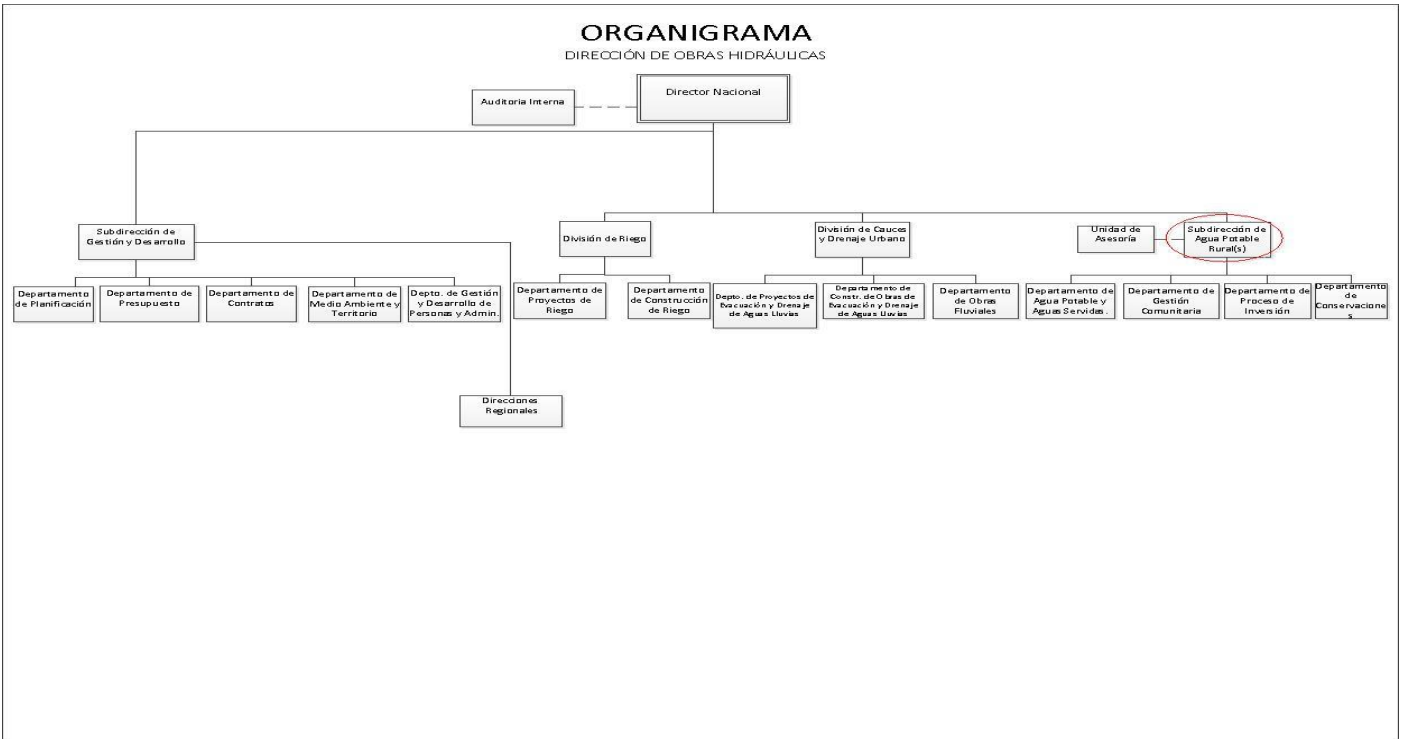 ORGANIGRAMA
DIRECCIÓN DE OBRAS HIDRÁULICAS
Director Nacional
Auditoria Interna
Subdirección de
Gestión y Desarrollo
División de Riego
División de Cauces
y Drenaje Urbano
Unidad de
Asesoría
Subdirección de
Agua Potable
Rural(s)
Departamento
de Planificación
Departamento de
Presupuesto
Departamento de
Contratos
Departamento de
Medio Ambiente y
Territorio
Depto. de Gestión
y Desarrollo de
Personas y Admin.
Departamento de
Proyectos de
Riego
Departamento
de Construcción
de Riego
Depto. de Proyectos de
Evacuación y Drenaje
de Aguas Lluvias
Departamento de
Constr. de Obras de
Evacuación y Drenaje
de Aguas Lluvias
Departamento
de Obras
Fluviales
Departamento de
Agua Potable y
Aguas Servidas.
Departamento de
Gestión
Comunitaria
Departamento de
Proceso de
Inversión
Departamento
de
Conservacione
s
Direcciones
Regionales